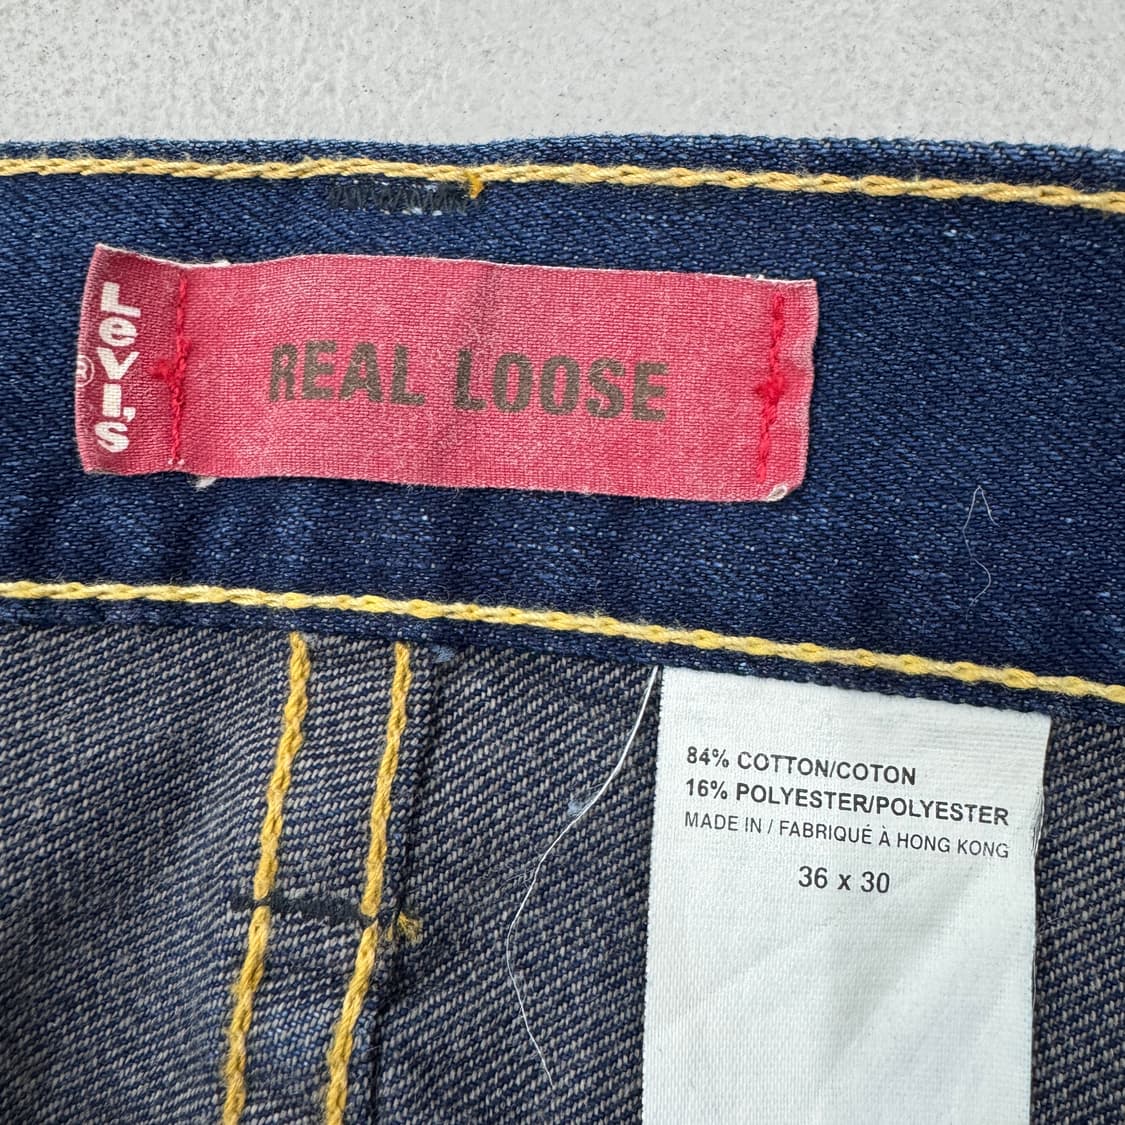 LEVI'S
®
REAL LOOSE
84% COTTON/COTON
16% POLYESTER/POLYESTER
MADE IN / FABRIQUÉ À HONG KONG
36 x 30